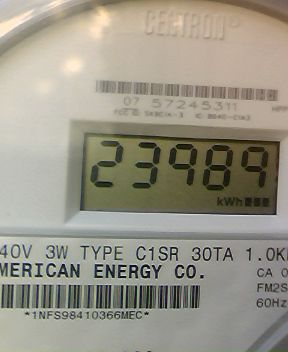 CENTRON®
07 57245311
23989
kWh
40V 3W TYPE C1SR 30TA 1.0K
MERICAN ENERGY CO.
CA 0
FM2S
60Hz
*1NFS98410366MEC*